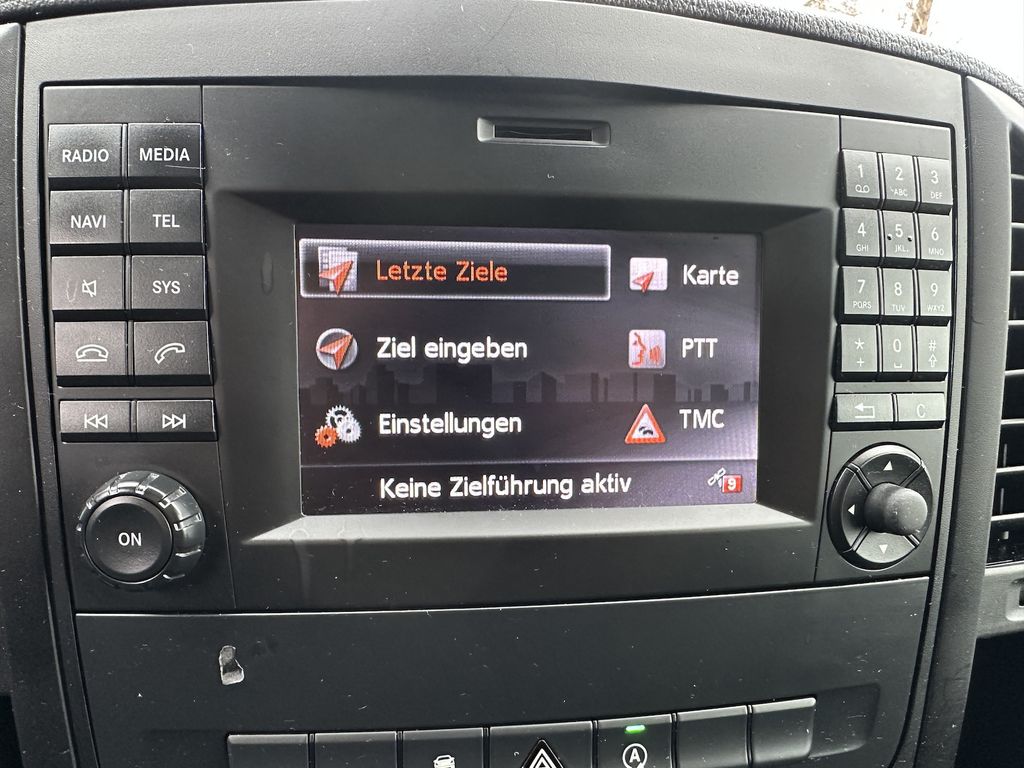 RADIO MEDIA
NAVI TEL
SYS
ON
Letzte Ziele Karte
Ziel eingeben PTT
Einstellungen TMC
Keine Zielführung aktiv 9
1 2 ABC 3 DEF
4 GHI 5 JKL 6 MNO
7 PQRS 8 TUV 9 WXYZ
* + 0 #
C
A